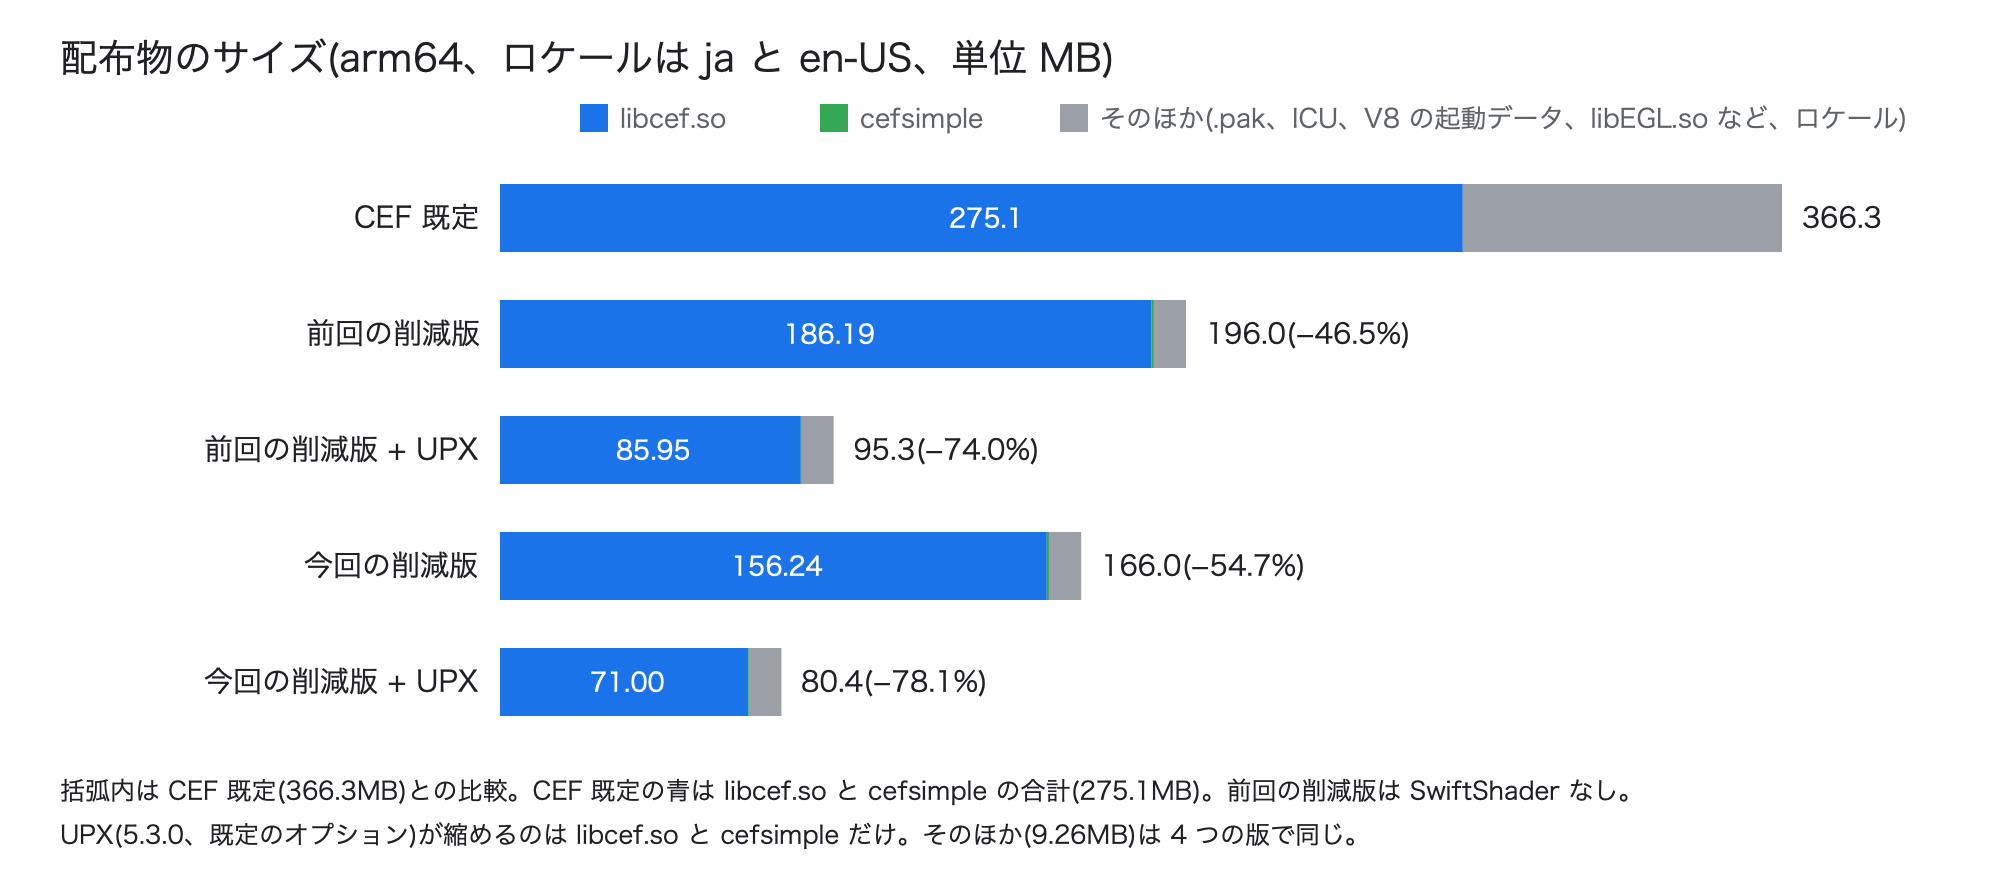 配布物のサイズ(arm64、ロケールは ja と en-US、単位 MB)
libcef.so cefsimple そのほか(.pak、ICU、V8 の起動データ、libEGL.so など、ロケール)
CEF 既定 275.1 366.3
前回の削減版 186.19 196.0(−46.5%)
前回の削減版 + UPX 85.95 95.3(−74.0%)
今回の削減版 156.24 166.0(−54.7%)
今回の削減版 + UPX 71.00 80.4(−78.1%)
括弧内は CEF 既定(366.3MB)との比較。CEF 既定の青は libcef.so と cefsimple の合計(275.1MB)。前回の削減版は SwiftShader なし。
UPX(5.3.0、既定のオプション)が縮めるのは libcef.so と cefsimple だけ。そのほか(9.26MB)は 4 つの版で同じ。